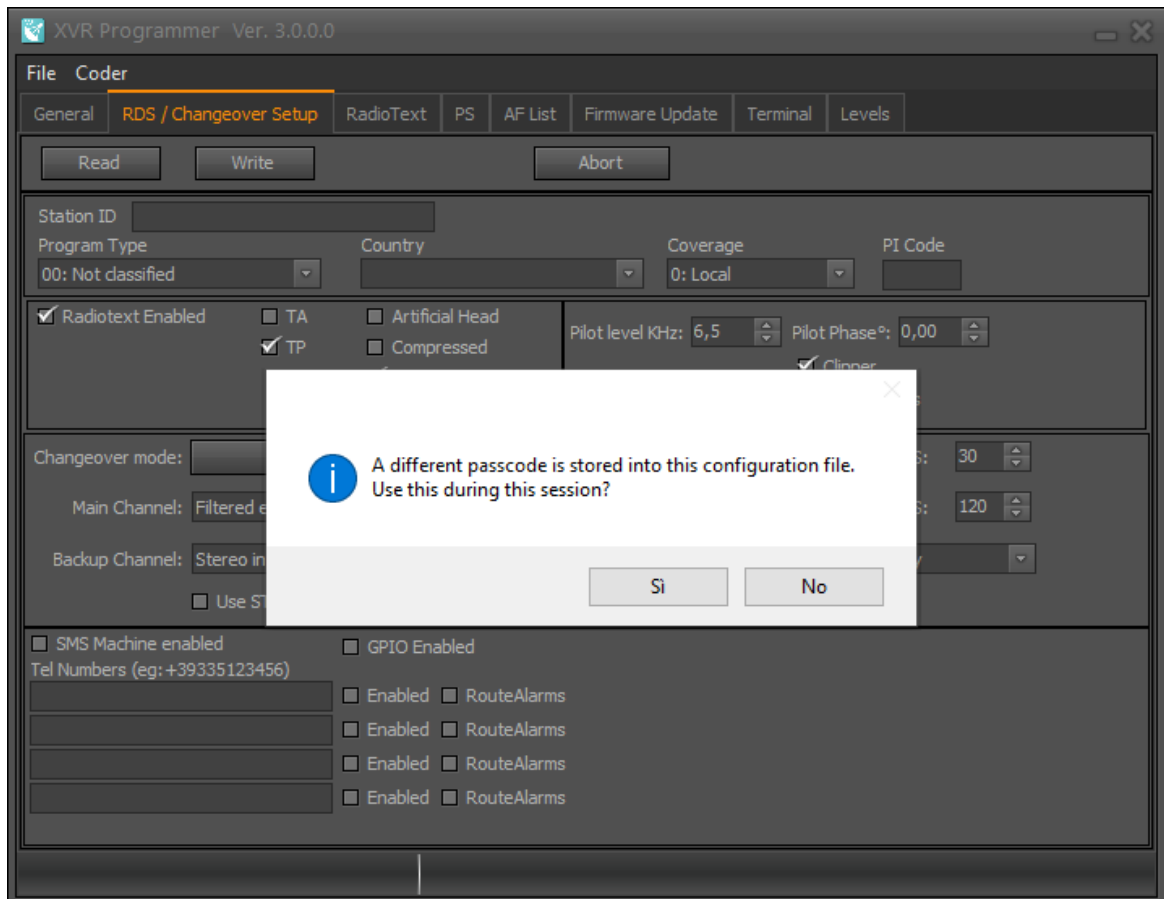 XVR Programmer Ver. 3.0.0.0
File Coder
General RDS / Changeover Setup RadioText PS AF List Firmware Update Terminal Levels
Read Write Abort
Station ID
Program Type Country Coverage PI Code
00: Not classified 0: Local
Radiotext Enabled TA Artificial Head Pilot level KHz: 6,5 Pilot Phase°: 0,00
TP Compressed
Clipper
A different passcode is stored into this configuration file.
Use this during this session?
Sì No
Changeover mode: 30
Main Channel: Filtered 120
Backup Channel: Stereo
Use
SMS Machine enabled GPIO Enabled
Tel Numbers (eg:+39335123456)
Enabled RouteAlarms
Enabled RouteAlarms
Enabled RouteAlarms
Enabled RouteAlarms